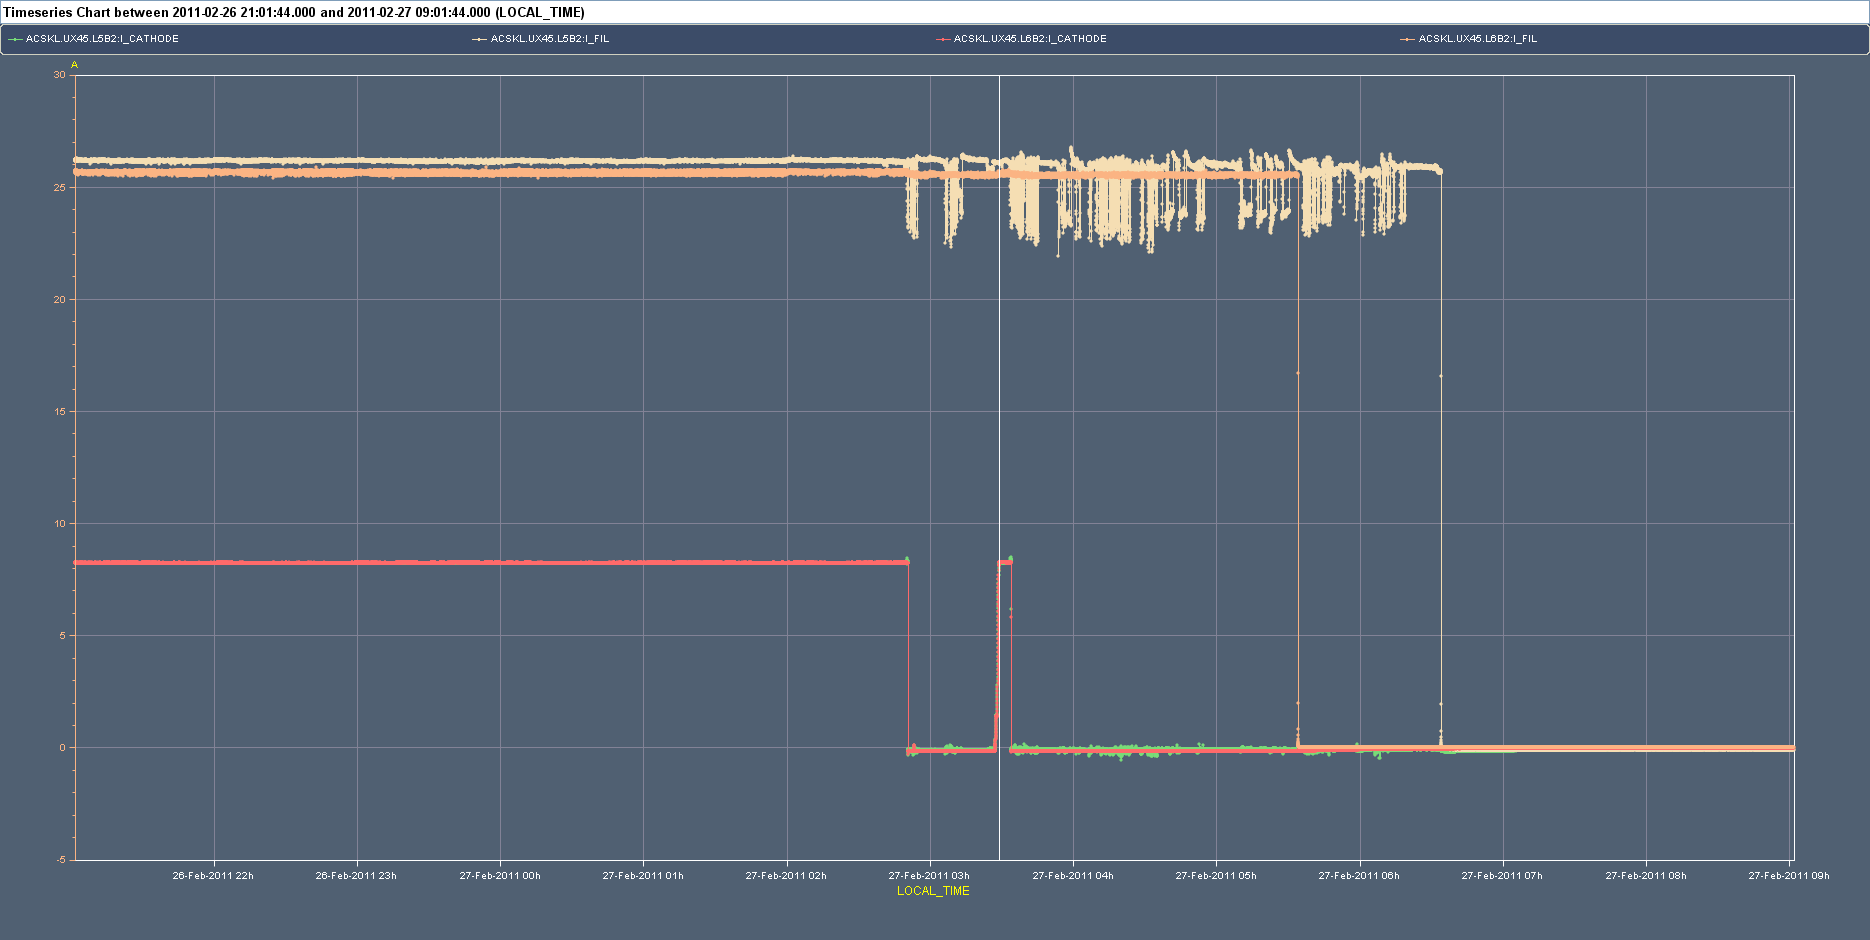 Timeseries Chart between 2011-02-26 21:01:44.000 and 2011-02-27 09:01:44.000 (LOCAL_TIME)
ACSKL.UX45.L5B2:I_CATHODE ACSKL.UX45.L5B2:I_FIL ACSKL.UX45.L6B2:I_CATHODE ACSKL.UX45.L6B2:I_FIL
A
30
25
20
15
10
5
0
-5
26-Feb-2011 22h 26-Feb-2011 23h 27-Feb-2011 00h 27-Feb-2011 01h 27-Feb-2011 02h 27-Feb-2011 03h 27-Feb-2011 04h 27-Feb-2011 05h 27-Feb-2011 06h 27-Feb-2011 07h 27-Feb-2011 08h 27-Feb-2011 09h
LOCAL_TIME